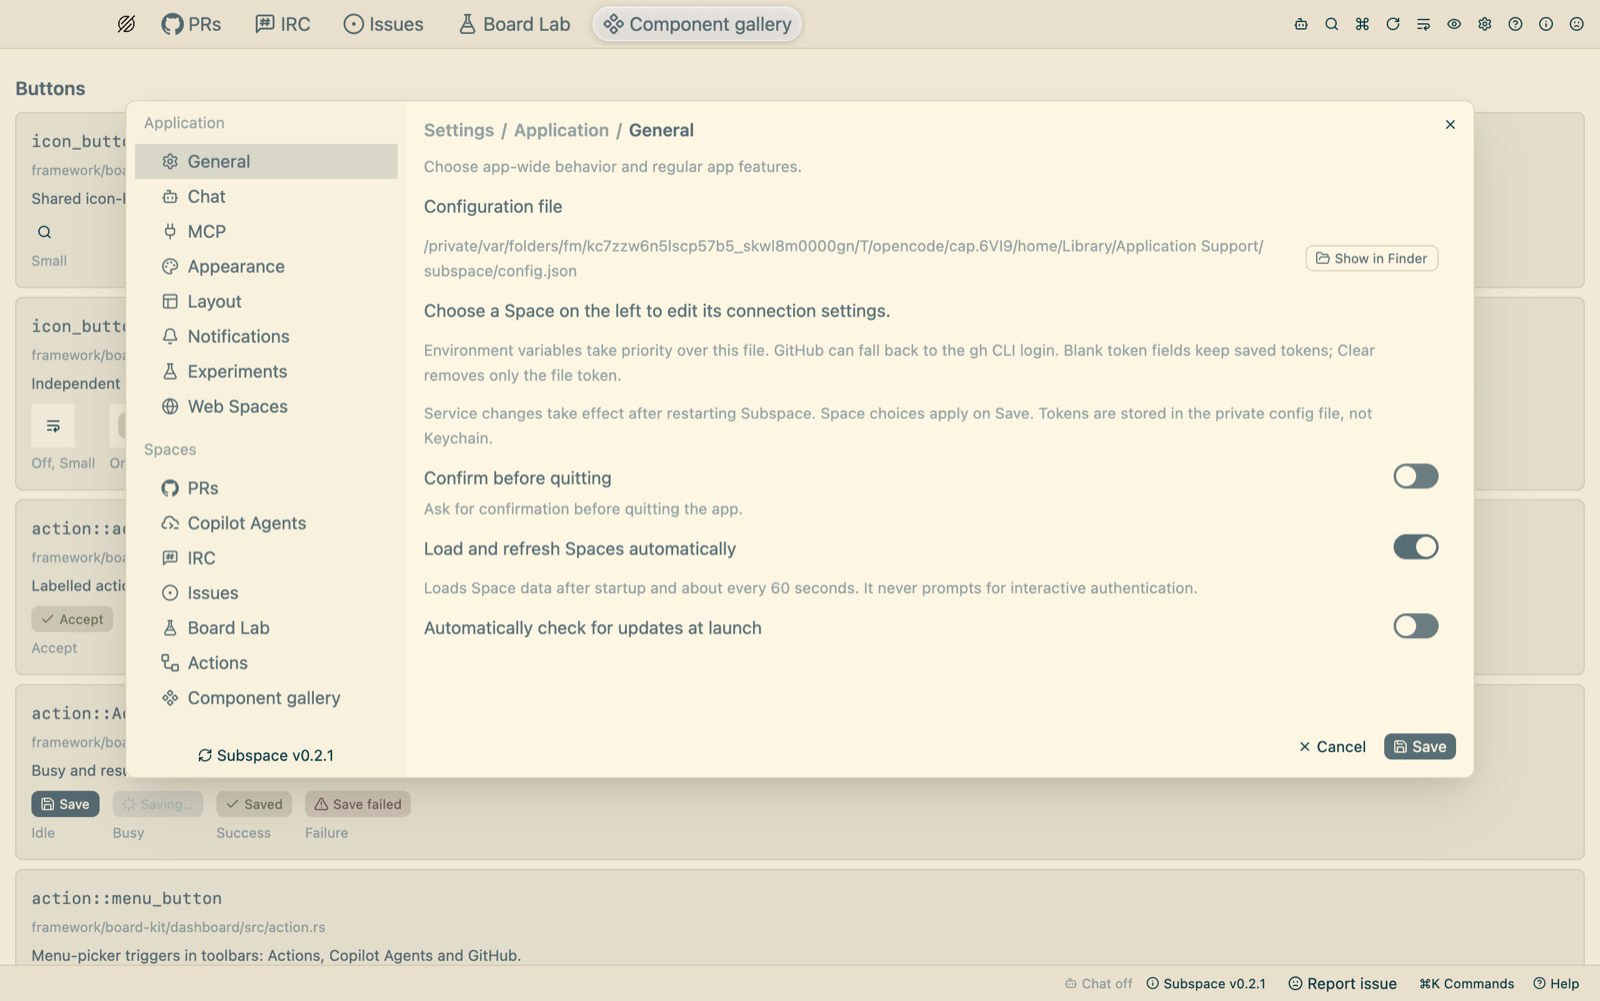 PRs
IRC
Issues
Board Lab
Component gallery
Buttons
framework/boa
Shared icon-
Small
framework/boa
Independent
Off, Small
framework/boa
Labelled actio
Accept
Accept
framework/boa
Busy and resu
Save
Saving...
Saved
Save failed
Idle
Busy
Success
Failure
action::menu_button
framework/board-kit/dashboard/src/action.rs
Menu-picker triggers in toolbars: Actions, Copilot Agents and GitHub.
Application
General
Chat
MCP
Appearance
Layout
Notifications
Experiments
Web Spaces
Spaces
PRs
Copilot Agents
IRC
Issues
Board Lab
Actions
Component gallery
Subspace v0.2.1
Settings / Application / General
Choose app-wide behavior and regular app features.
Configuration file
/private/var/folders/fm/kc7zzw6n5lscp57b5_skwl8m0000gn/T/opencode/cap.6VI9/home/Library/Application Support/
subspace/config.json
Show in Finder
Choose a Space on the left to edit its connection settings.
Environment variables take priority over this file. GitHub can fall back to the gh CLI login. Blank token fields keep saved tokens; Clear
removes only the file token.
Service changes take effect after restarting Subspace. Space choices apply on Save. Tokens are stored in the private config file, not
Keychain.
Confirm before quitting
Ask for confirmation before quitting the app.
Load and refresh Spaces automatically
Loads Space data after startup and about every 60 seconds. It never prompts for interactive authentication.
Automatically check for updates at launch
Cancel
Save
Chat off
Subspace v0.2.1
Report issue
⌘K Commands
Help